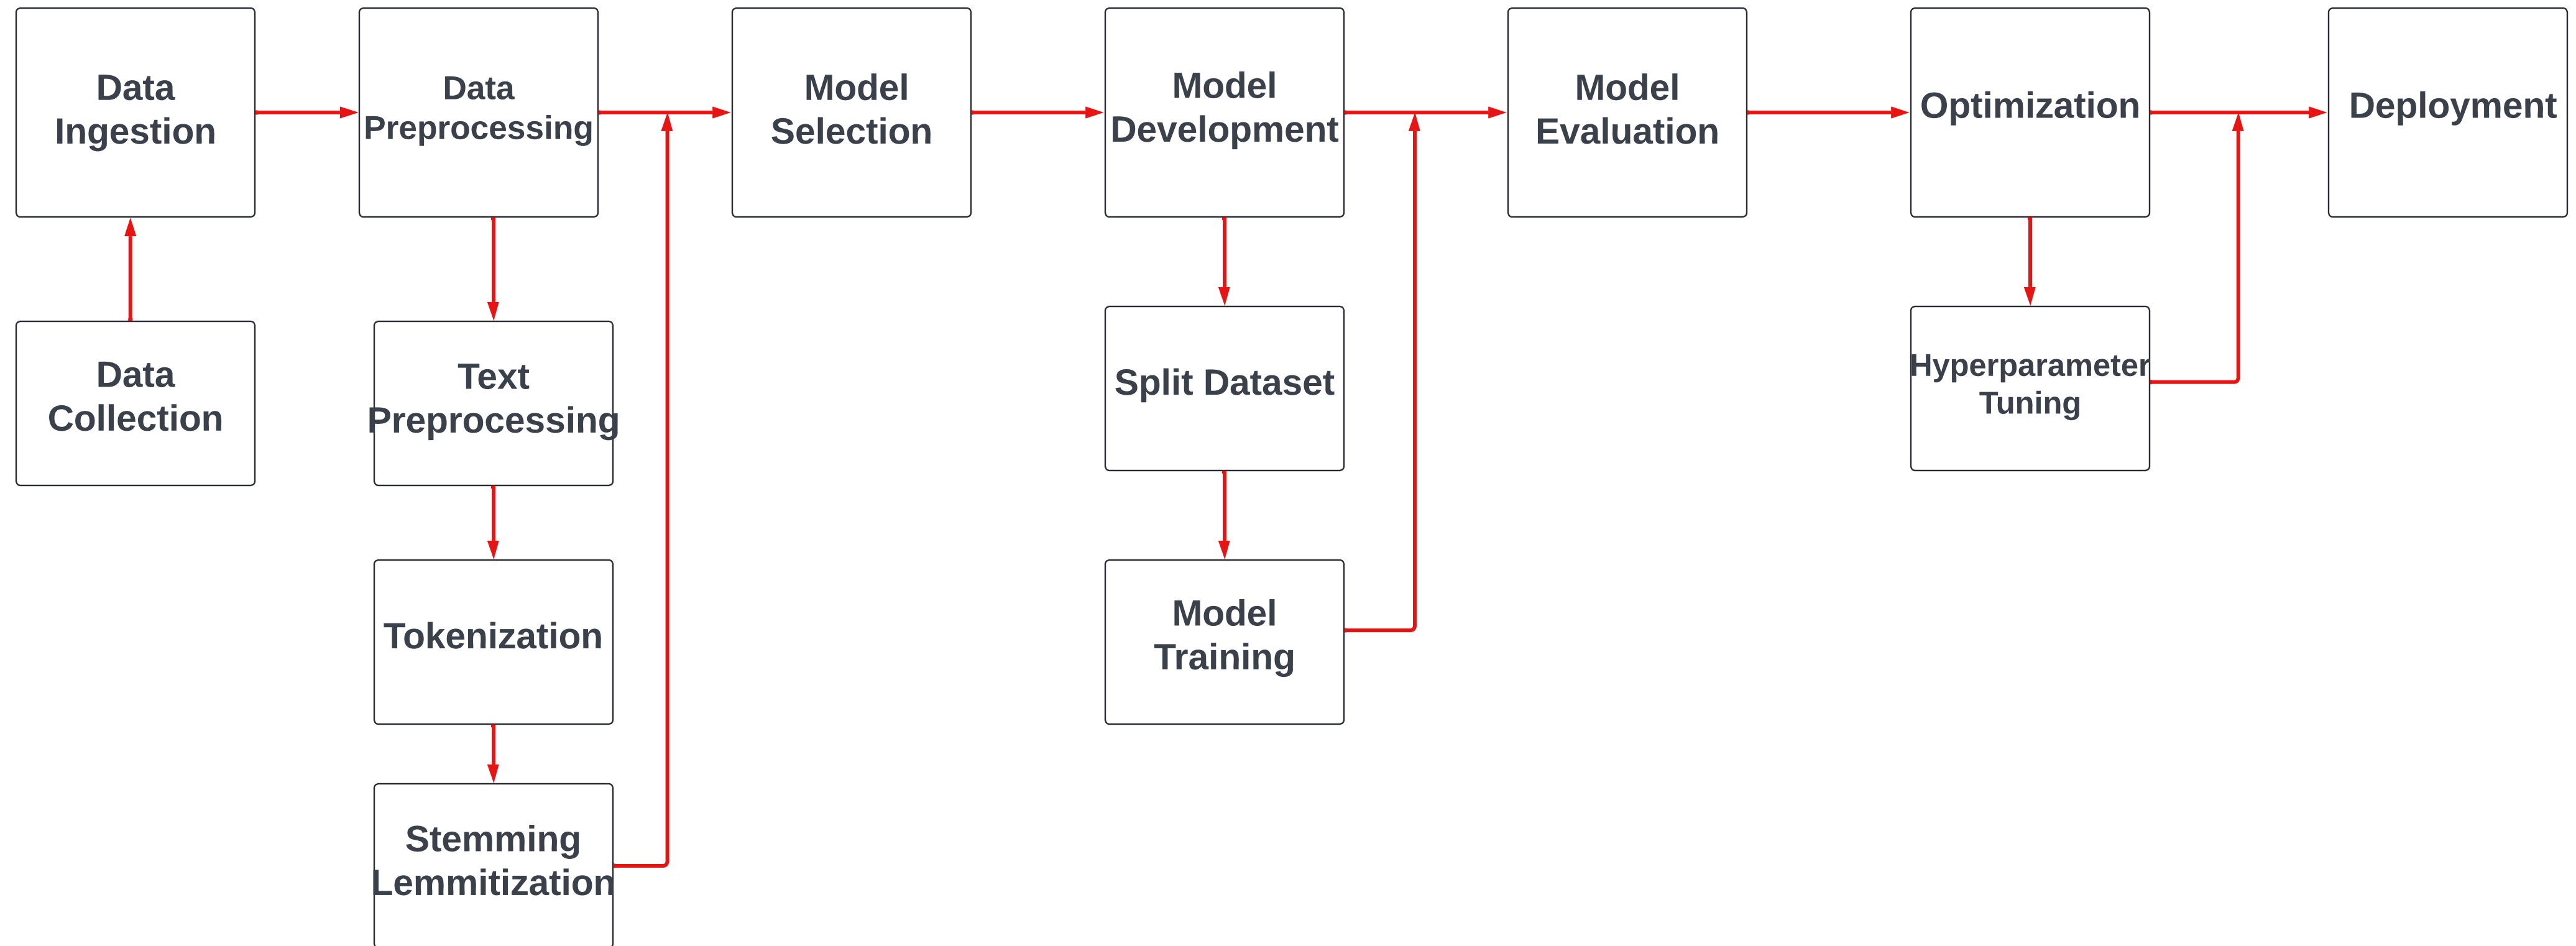 Data
Ingestion
Data
Preprocessing
Model
Selection
Model
Development
Model
Evaluation
Optimization
Deployment
Data
Collection
Text
Preprocessing
Split Dataset
Hyperparameter
Tuning
Tokenization
Model
Training
Stemming
Lemmitization